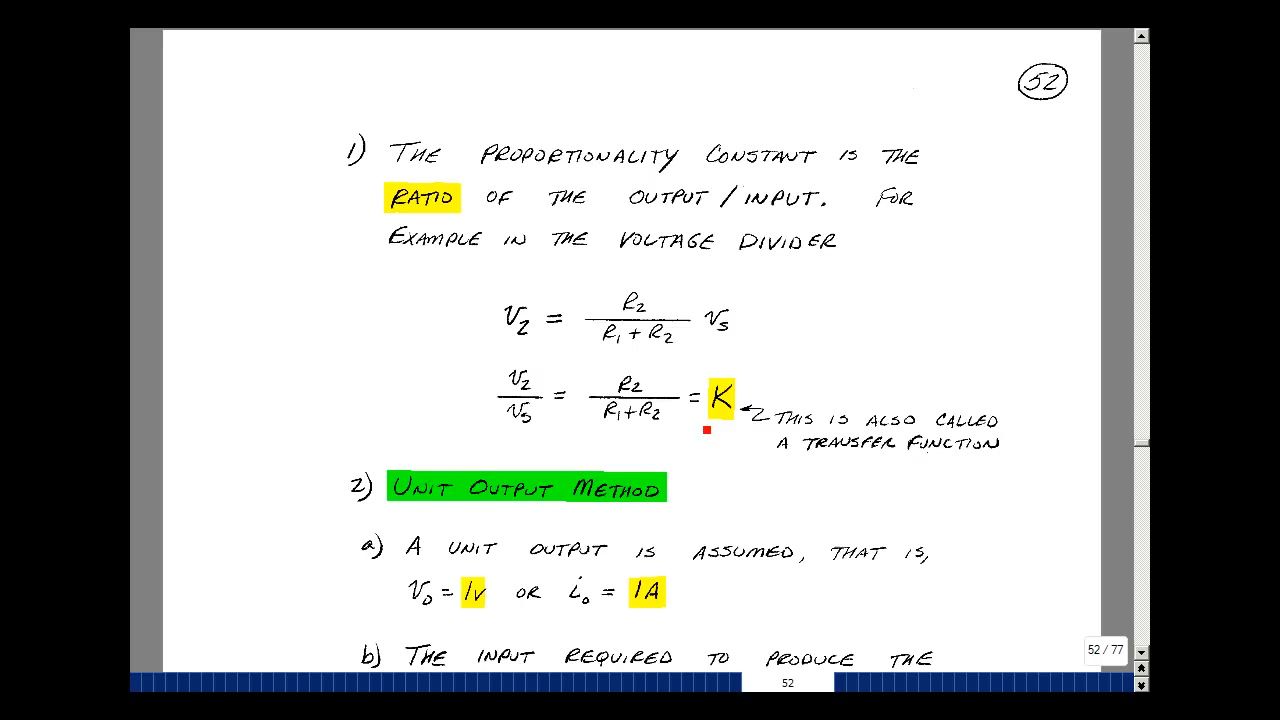 52
1) THE PROPORTIONALITY CONSTANT IS THE
RATIO OF THE OUTPUT / INPUT. FOR
EXAMPLE IN THE VOLTAGE DIVIDER
V2 = R2 / (R1 + R2) VS
V2 / VS = R2 / (R1 + R2) = K
THIS IS ALSO CALLED
A TRANSFER FUNCTION
2) UNIT OUTPUT METHOD
a) A UNIT OUTPUT IS ASSUMED, THAT IS,
V0 = 1V OR i0 = 1A
b) THE INPUT REQUIRED TO PRODUCE THE
52 / 77
52